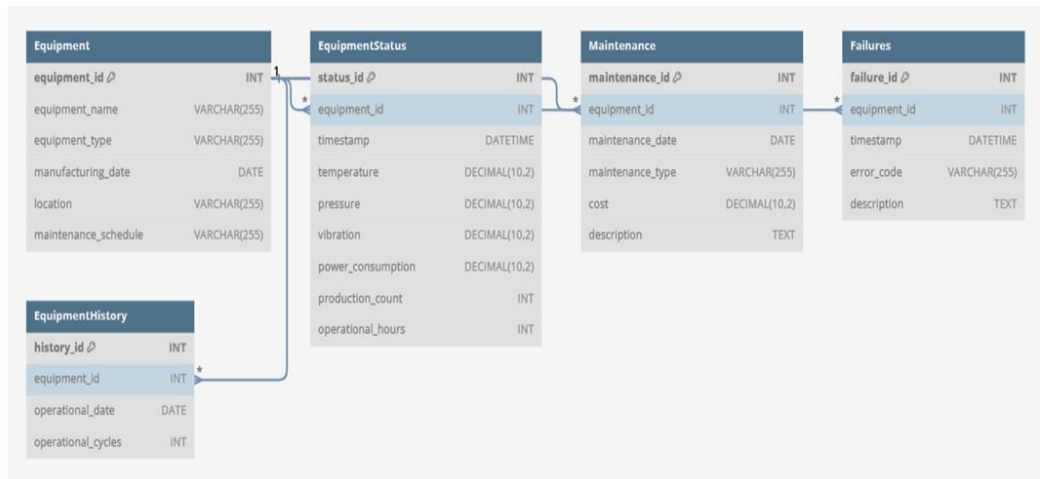 Equipment
equipment_id INT
equipment_name VARCHAR(255)
equipment_type VARCHAR(255)
manufacturing_date DATE
location VARCHAR(255)
maintenance_schedule VARCHAR(255)
1
EquipmentStatus
status_id INT
* equipment_id INT
timestamp DATETIME
temperature DECIMAL(10,2)
pressure DECIMAL(10,2)
vibration DECIMAL(10,2)
power_consumption DECIMAL(10,2)
production_count INT
operational_hours INT
Maintenance
maintenance_id INT
* equipment_id INT
maintenance_date DATE
maintenance_type VARCHAR(255)
cost DECIMAL(10,2)
description TEXT
Failures
failure_id INT
* equipment_id INT
timestamp DATETIME
error_code VARCHAR(255)
description TEXT
EquipmentHistory
history_id INT
equipment_id INT *
operational_date DATE
operational_cycles INT